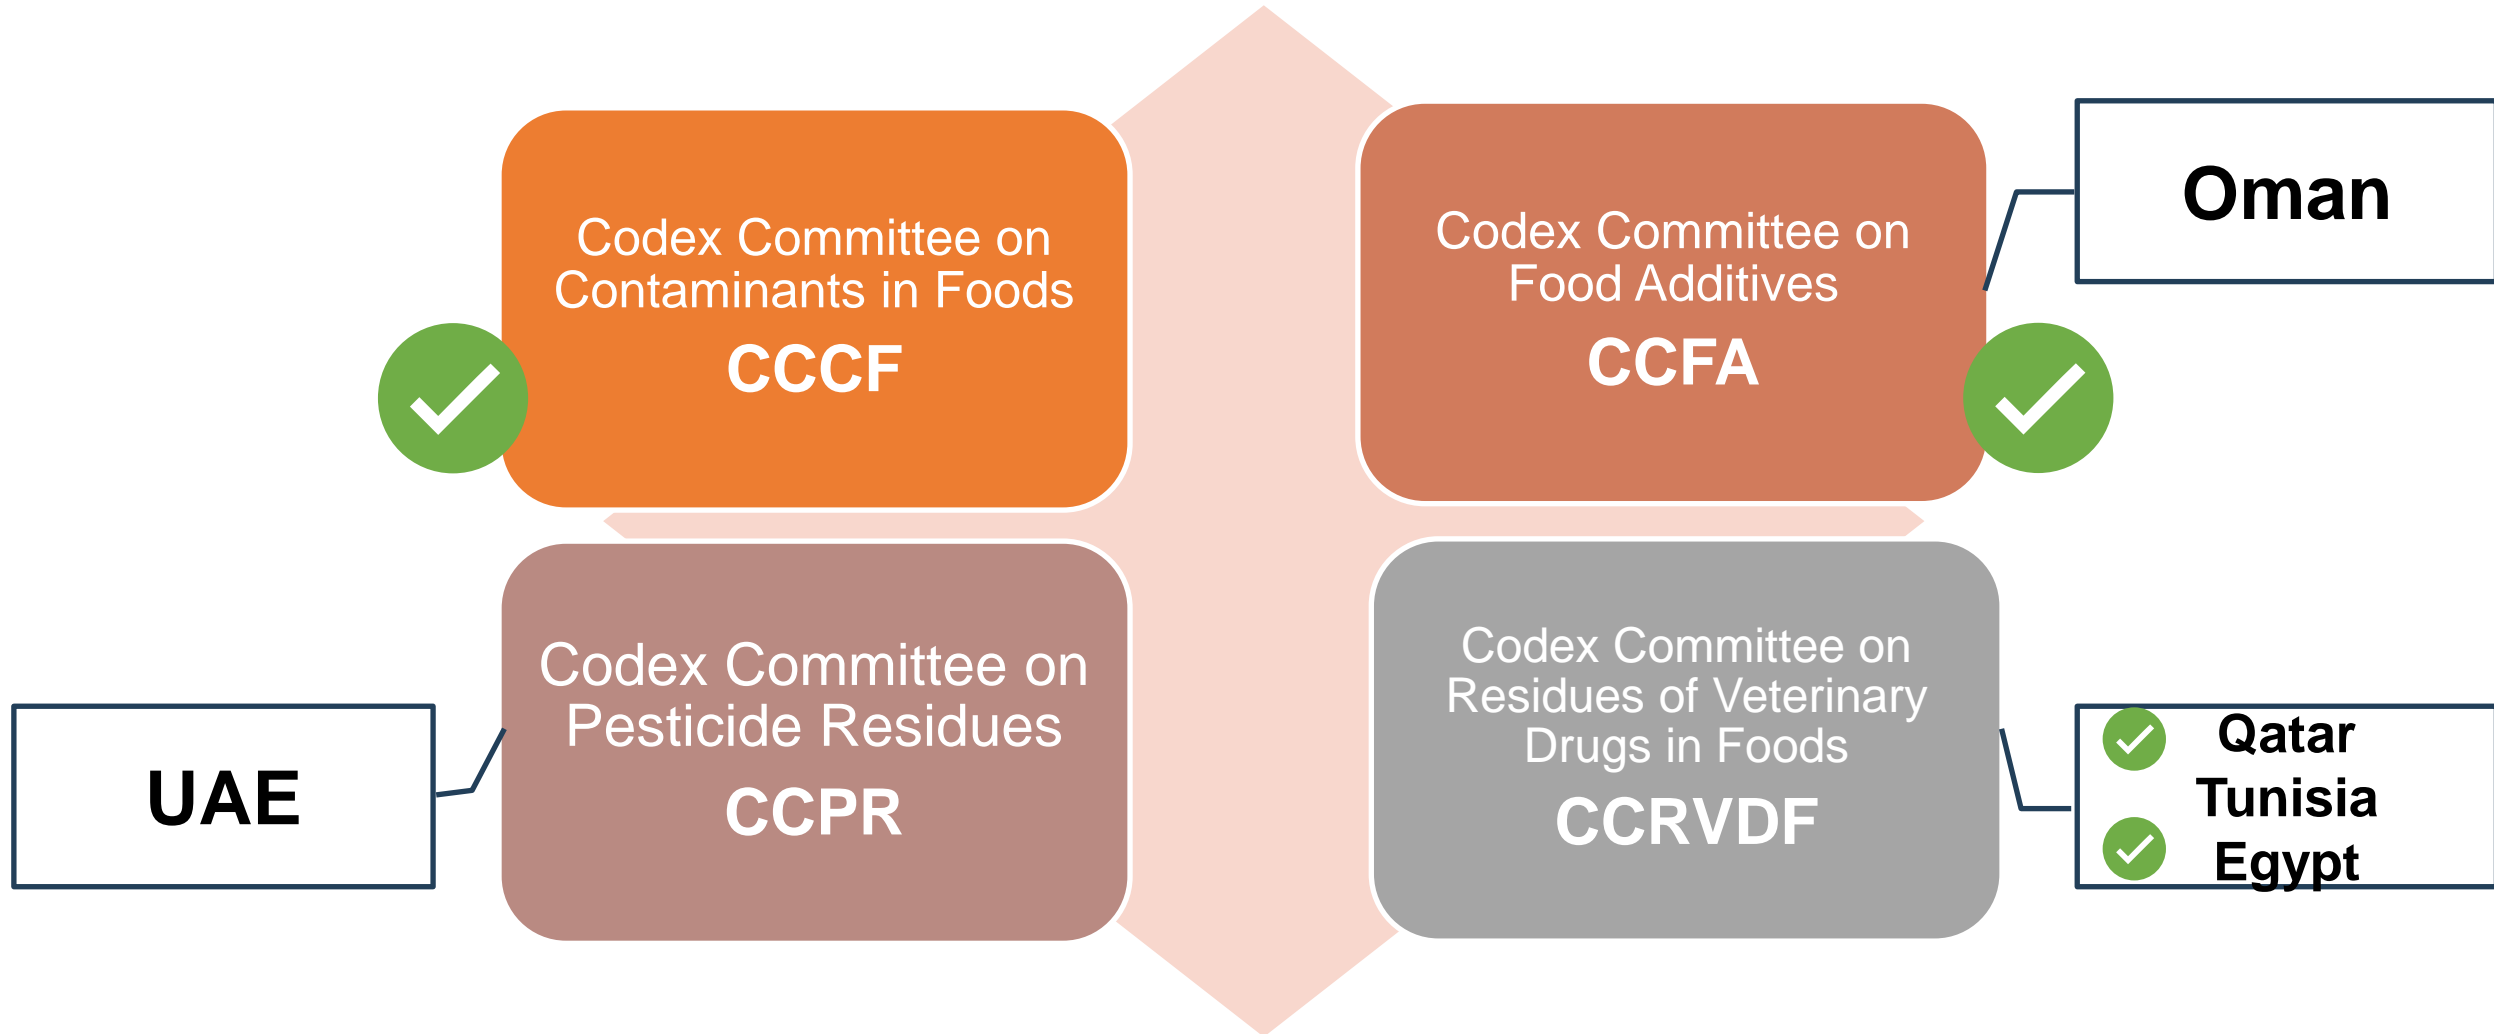 Codex Committee on
Contaminants in Foods
CCCF
Codex Committee on
Food Additives
CCFA
Oman
Codex Committee on
Pesticide Residues
CCPR
UAE
Codex Committee on
Residues of Veterinary
Drugs in Foods
CCRVDF
Qatar
Tunisia
Egypt